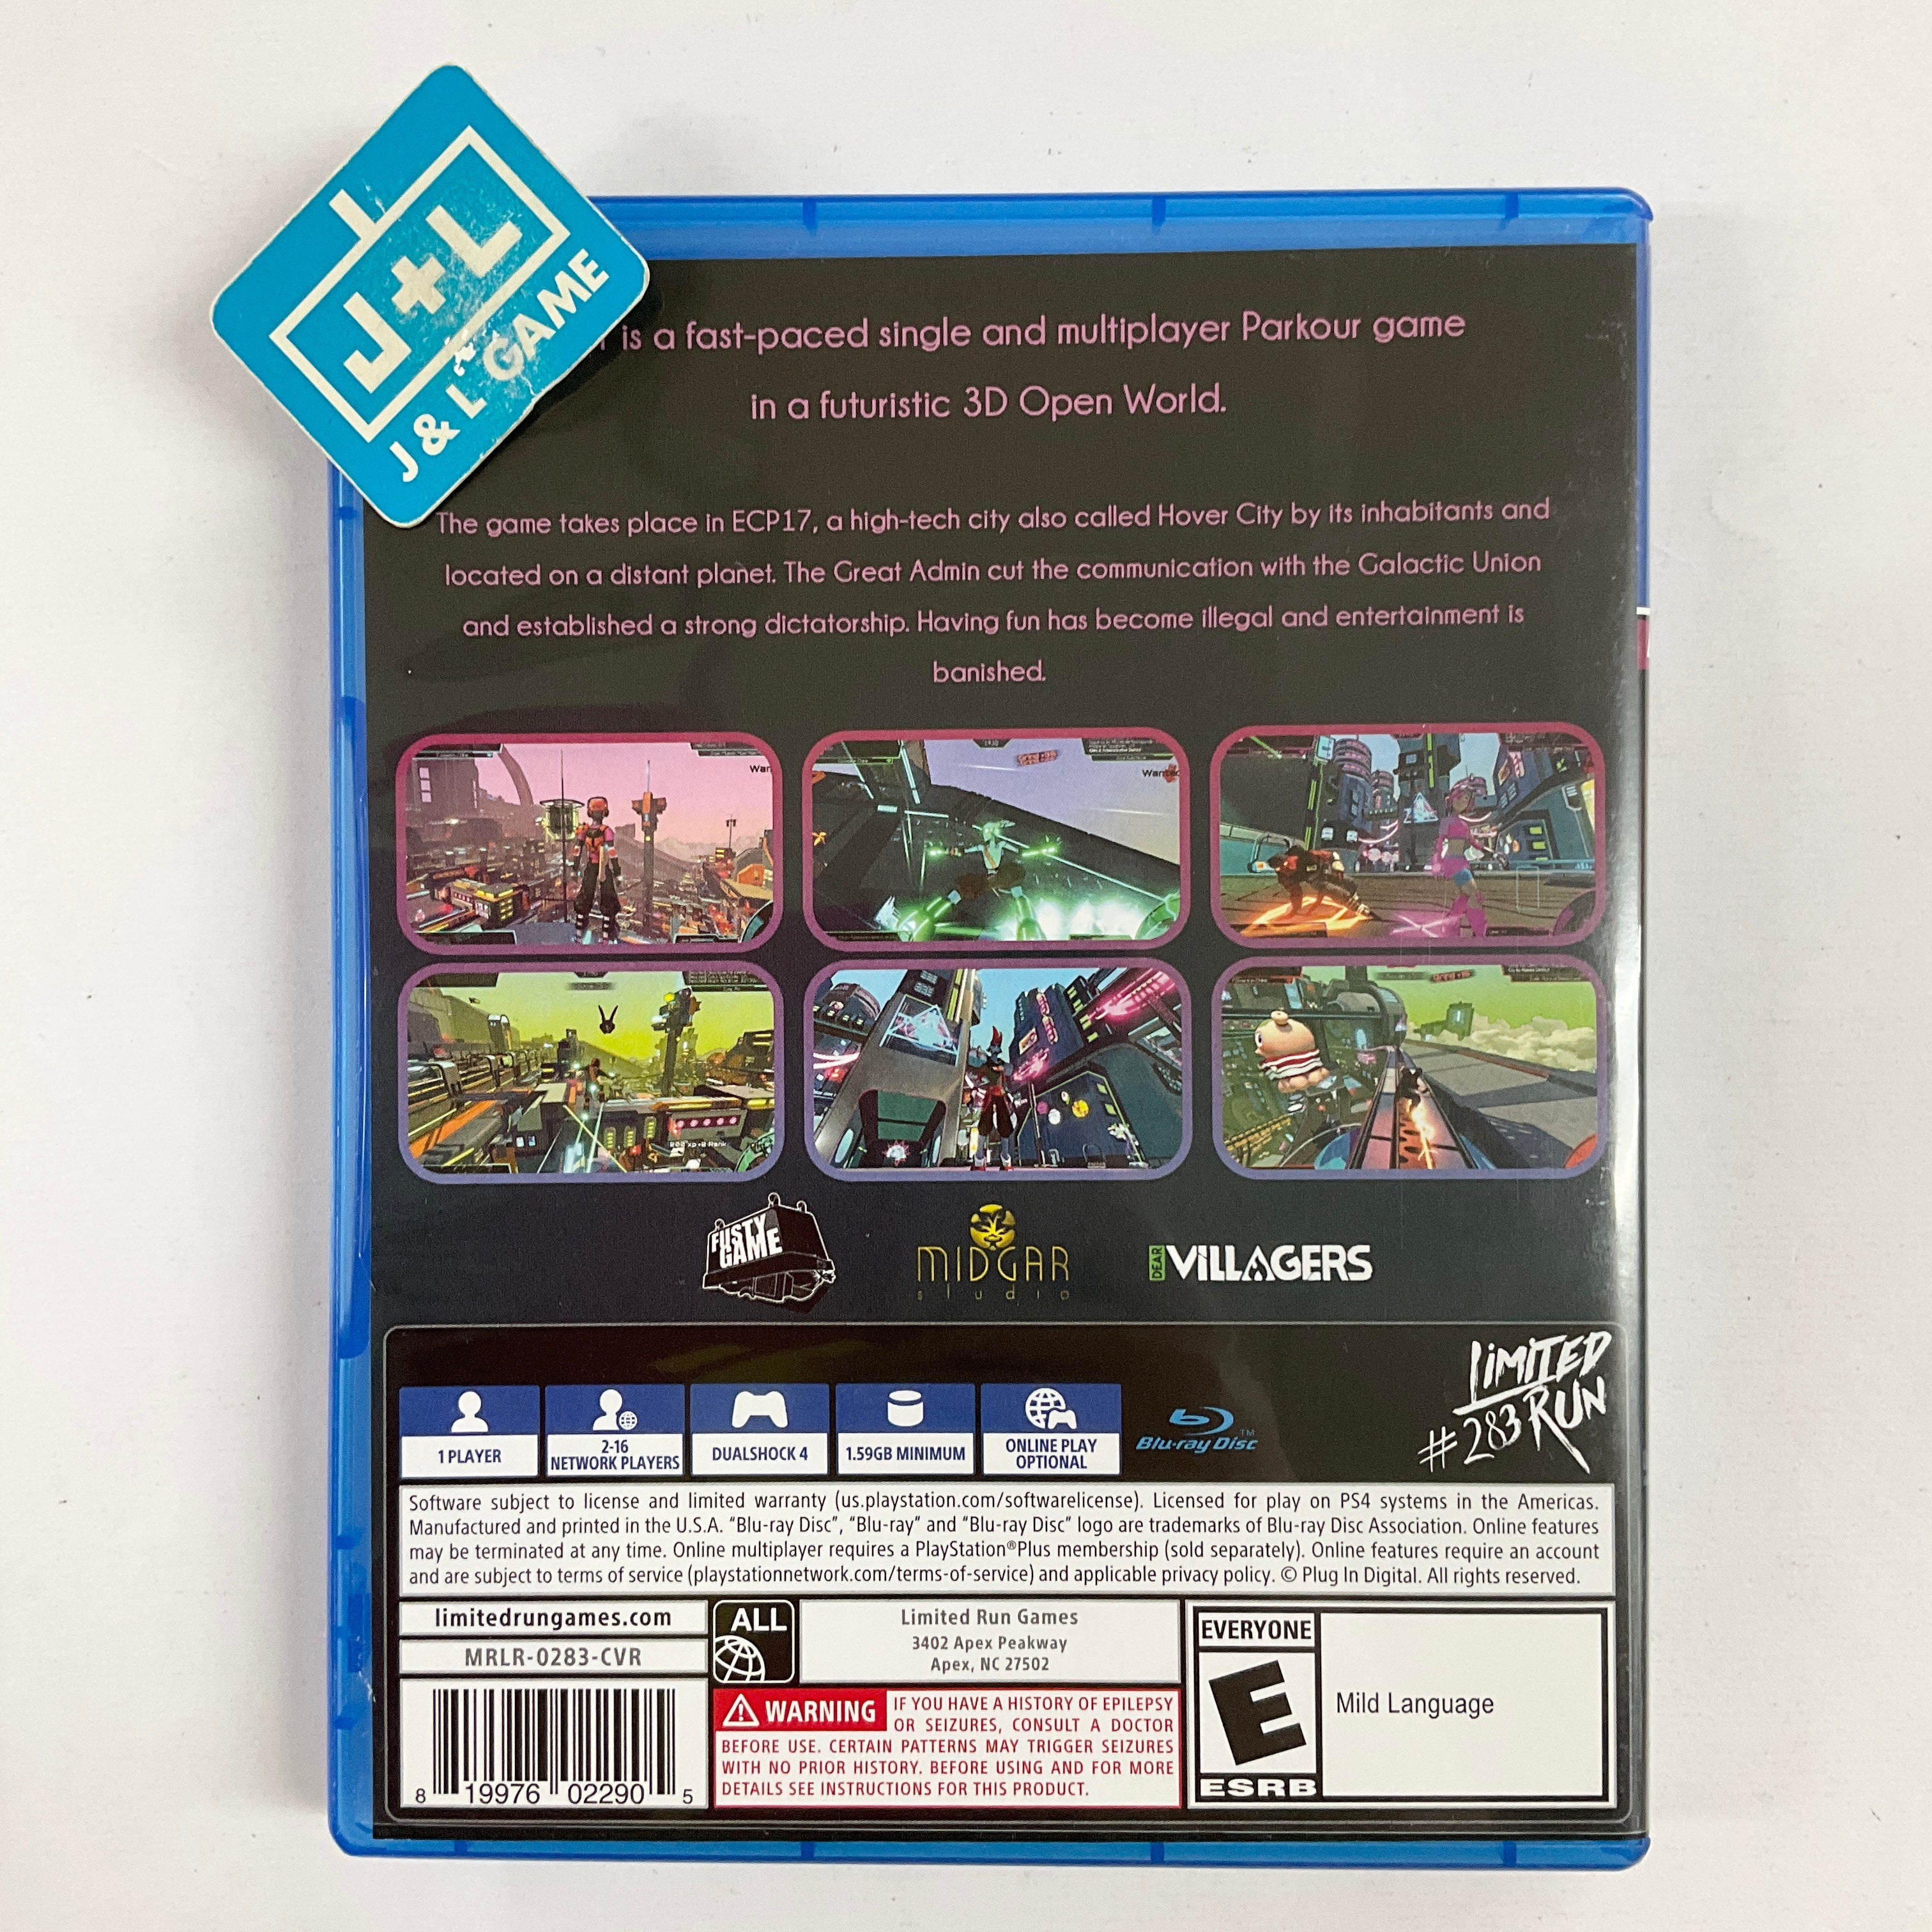 J+L
J & L GAME
is a fast-paced single and multiplayer Parkour game
in a futuristic 3D Open World.
The game takes place in ECP17, a high-tech city also called Hover City by its inhabitants and
located on a distant planet. The Great Admin cut the communication with the Galactic Union
and established a strong dictatorship. Having fun has become illegal and entertainment is
banished.
FUSTY
GAME
MIDGAR
studio
DEAR VILLAGERS
LIMITED
#283 RUN
1 PLAYER
2-16
NETWORK PLAYERS
DUALSHOCK 4
1.59GB MINIMUM
ONLINE PLAY
OPTIONAL
Blu-ray Disc™
Software subject to license and limited warranty (us.playstation.com/softwarelicense). Licensed for play on PS4 systems in the Americas.
Manufactured and printed in the U.S.A. “Blu-ray Disc”, “Blu-ray” and “Blu-ray Disc” logo are trademarks of Blu-ray Disc Association. Online features
may be terminated at any time. Online multiplayer requires a PlayStation®Plus membership (sold separately). Online features require an account
and are subject to terms of service (playstationnetwork.com/terms-of-service) and applicable privacy policy. © Plug In Digital. All rights reserved.
limitedrungames.com
MRLR-0283-CVR
8 19976 02290 5
ALL
Limited Run Games
3402 Apex Peakway
Apex, NC 27502
WARNING IF YOU HAVE A HISTORY OF EPILEPSY
OR SEIZURES, CONSULT A DOCTOR
BEFORE USE. CERTAIN PATTERNS MAY TRIGGER SEIZURES
WITH NO PRIOR HISTORY. BEFORE USING AND FOR MORE
DETAILS SEE INSTRUCTIONS FOR THIS PRODUCT.
EVERYONE
E
ESRB
Mild Language